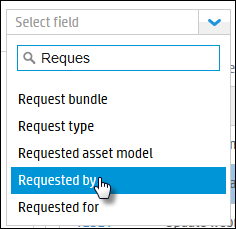 Select field
Reques
Request bundle
Request type
Requested asset model
Requested by
Requested for